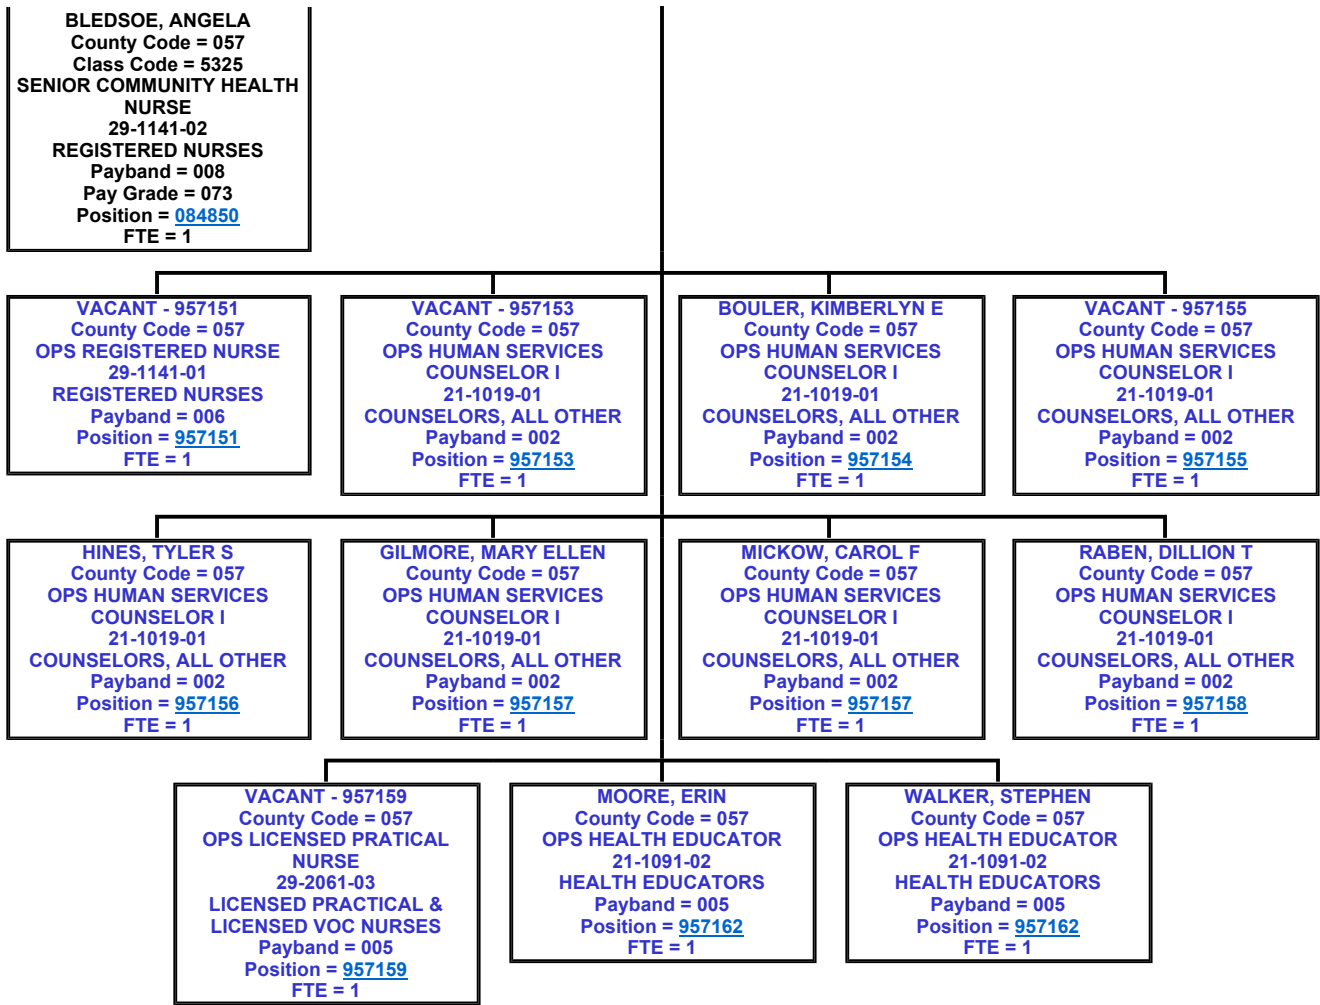 BLEDSOE, ANGELA
County Code = 057
Class Code = 5325
SENIOR COMMUNITY HEALTH
NURSE
29-1141-02
REGISTERED NURSES
Payband = 008
Pay Grade = 073
Position = 084850
FTE = 1
VACANT - 957151
County Code = 057
OPS REGISTERED NURSE
29-1141-01
REGISTERED NURSES
Payband = 006
Position = 957151
FTE = 1
VACANT - 957153
County Code = 057
OPS HUMAN SERVICES
COUNSELOR I
21-1019-01
COUNSELORS, ALL OTHER
Payband = 002
Position = 957153
FTE = 1
BOULER, KIMBERLYN E
County Code = 057
OPS HUMAN SERVICES
COUNSELOR I
21-1019-01
COUNSELORS, ALL OTHER
Payband = 002
Position = 957154
FTE = 1
VACANT - 957155
County Code = 057
OPS HUMAN SERVICES
COUNSELOR I
21-1019-01
COUNSELORS, ALL OTHER
Payband = 002
Position = 957155
FTE = 1
HINES, TYLER S
County Code = 057
OPS HUMAN SERVICES
COUNSELOR I
21-1019-01
COUNSELORS, ALL OTHER
Payband = 002
Position = 957156
FTE = 1
GILMORE, MARY ELLEN
County Code = 057
OPS HUMAN SERVICES
COUNSELOR I
21-1019-01
COUNSELORS, ALL OTHER
Payband = 002
Position = 957157
FTE = 1
MICKOW, CAROL F
County Code = 057
OPS HUMAN SERVICES
COUNSELOR I
21-1019-01
COUNSELORS, ALL OTHER
Payband = 002
Position = 957157
FTE = 1
RABEN, DILLION T
County Code = 057
OPS HUMAN SERVICES
COUNSELOR I
21-1019-01
COUNSELORS, ALL OTHER
Payband = 002
Position = 957158
FTE = 1
VACANT - 957159
County Code = 057
OPS LICENSED PRATICAL
NURSE
29-2061-03
LICENSED PRACTICAL &
LICENSED VOC NURSES
Payband = 005
Position = 957159
FTE = 1
MOORE, ERIN
County Code = 057
OPS HEALTH EDUCATOR
21-1091-02
HEALTH EDUCATORS
Payband = 005
Position = 957162
FTE = 1
WALKER, STEPHEN
County Code = 057
OPS HEALTH EDUCATOR
21-1091-02
HEALTH EDUCATORS
Payband = 005
Position = 957162
FTE = 1